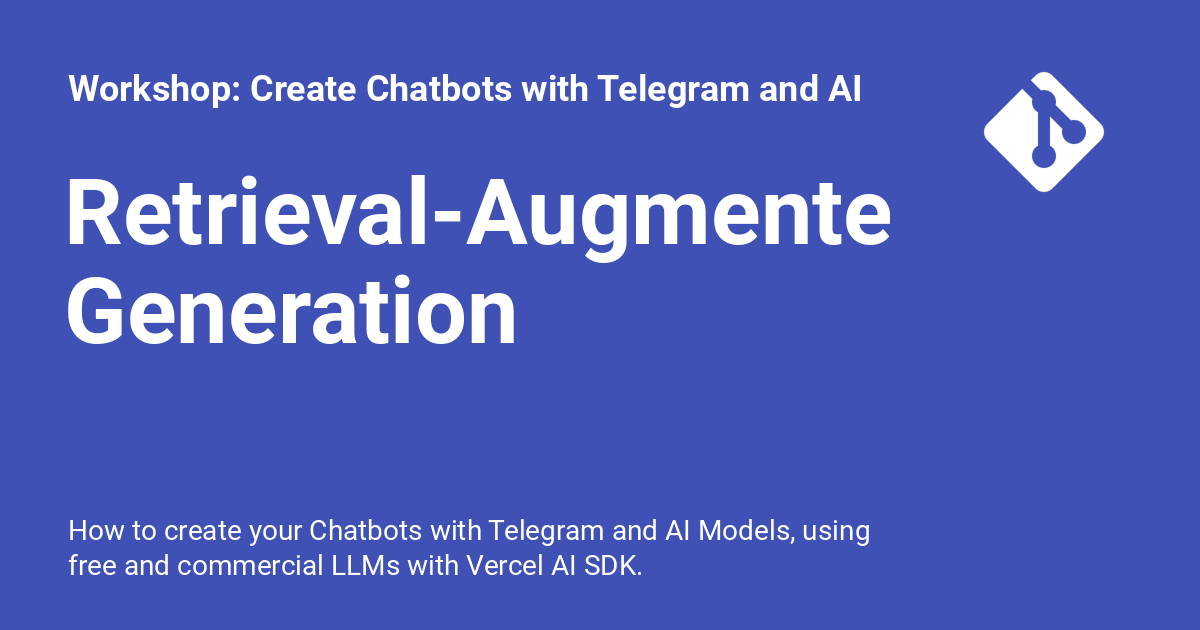 Workshop: Create Chatbots with Telegram and AI
Retrieval-Augmente
Generation
How to create your Chatbots with Telegram and AI Models, using
free and commercial LLMs with Vercel AI SDK.